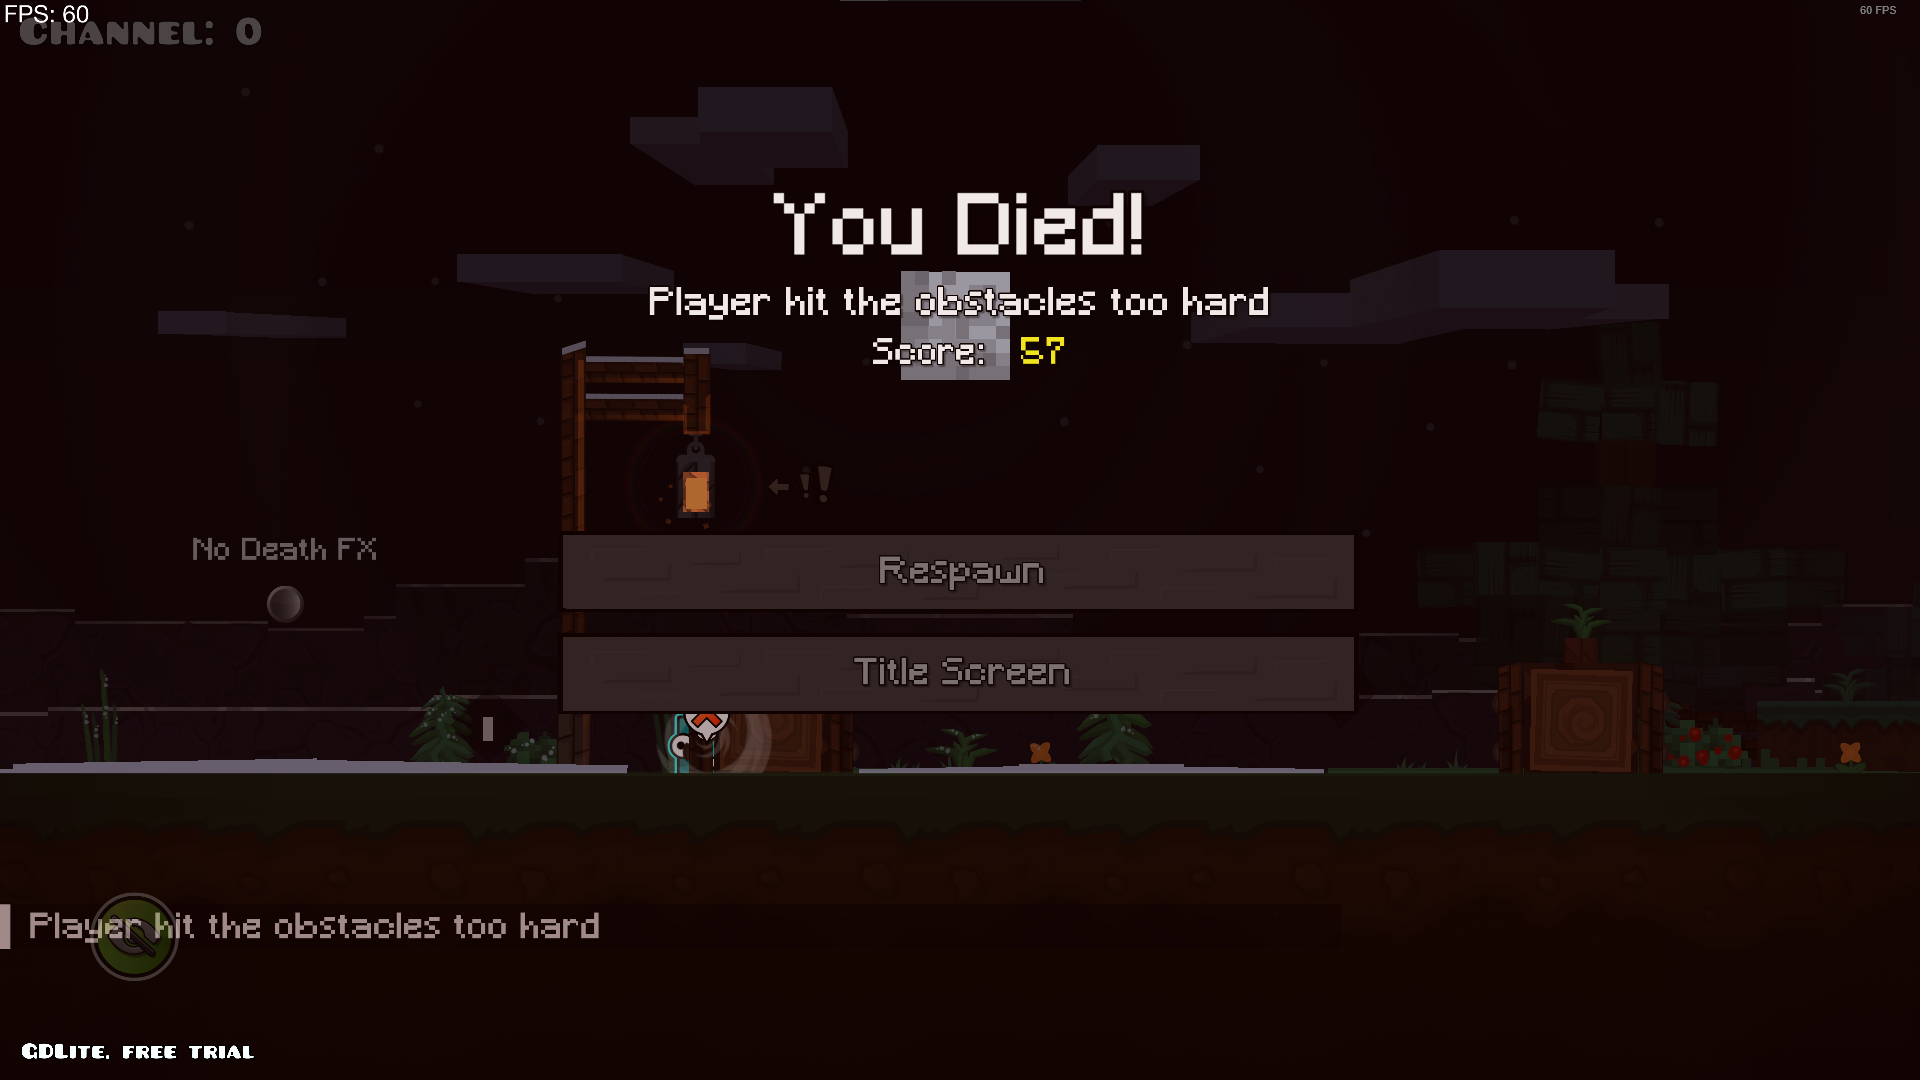 FPS: 60
60 FPS
Channel: 0
You Died!
Player hit the obstacles too hard
Score: 57
!!
No Death FX
Respawn
Title Screen
Player hit the obstacles too hard
GDLite, free trial